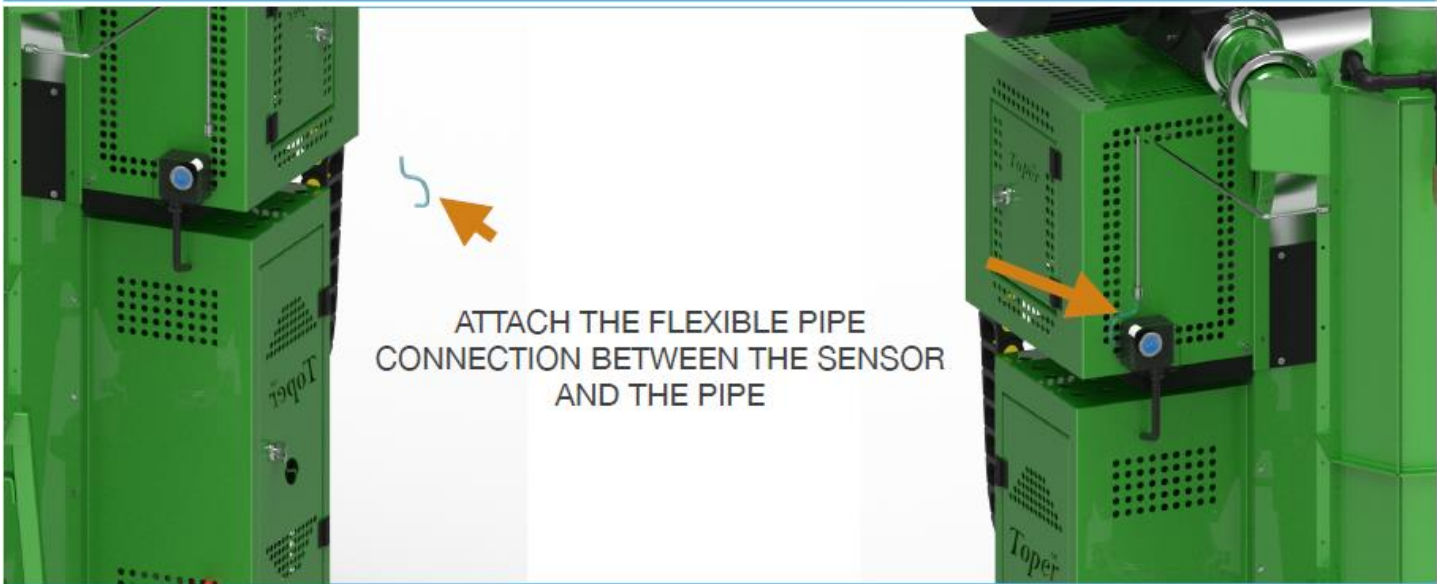 Toper
ATTACH THE FLEXIBLE PIPE
CONNECTION BETWEEN THE SENSOR
AND THE PIPE
Toper
Toper